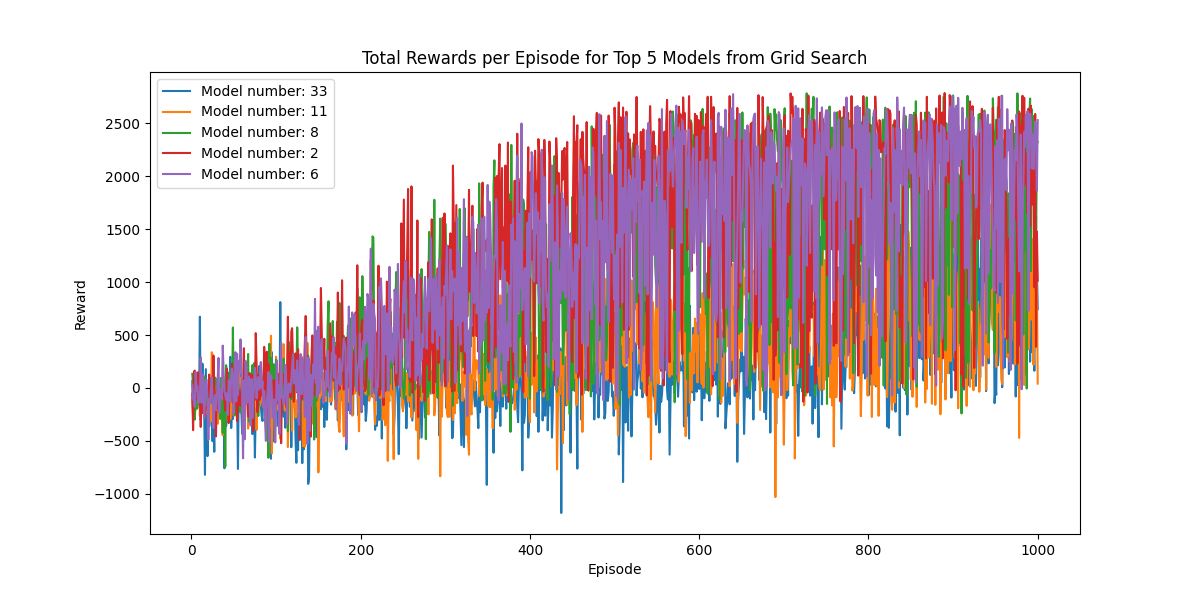 Total Rewards per Episode for Top 5 Models from Grid Search
Model number: 33
Model number: 11
Model number: 8
Model number: 2
Model number: 6
2500
2000
1500
1000
500
0
−500
−1000
Reward
0 200 400 600 800 1000
Episode